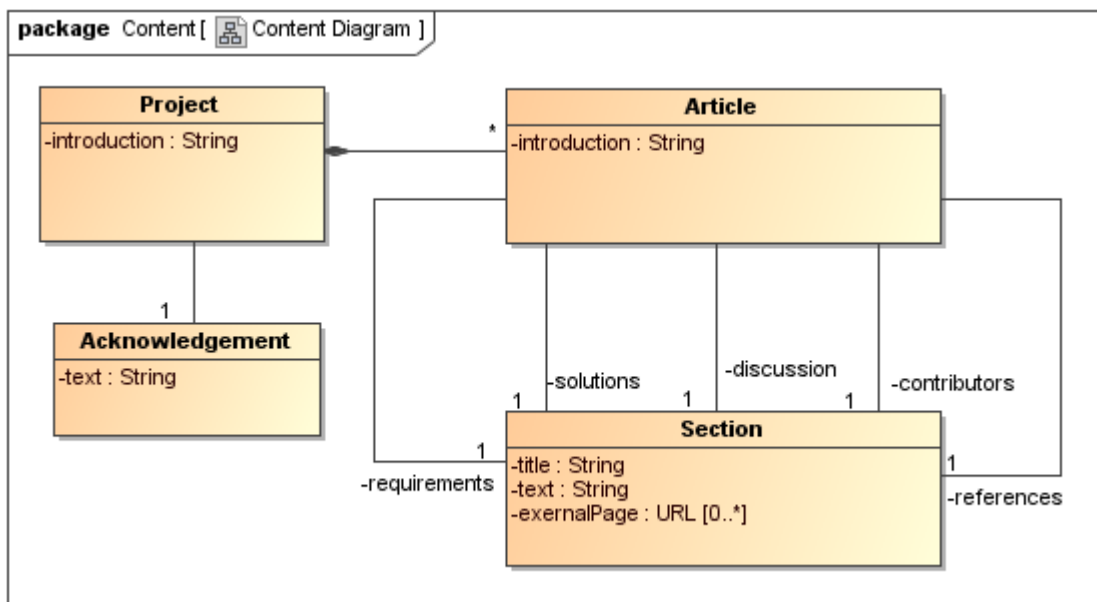 package Content [ Content Diagram ]
Project
-introduction : String
*
Article
-introduction : String
1
Acknowledgement
-text : String
-solutions
-discussion
-contributors
1
1
1
Section
-title : String
-text : String
-exernalPage : URL [0..*]
1
-requirements
1
-references